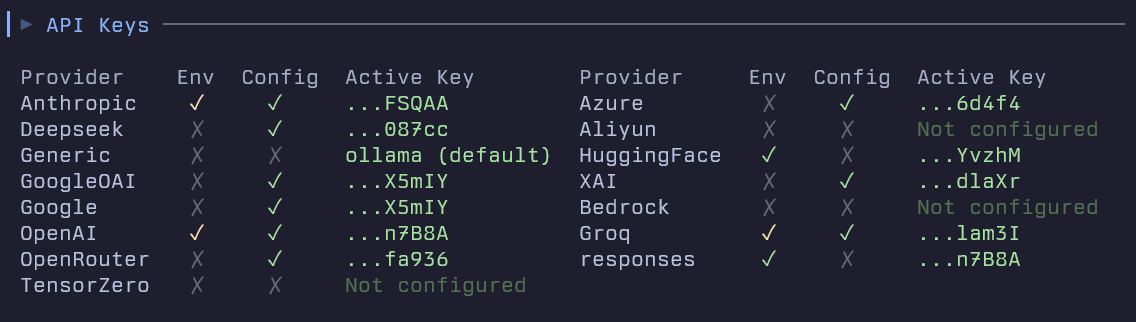 ▶ API Keys
Provider Env Config Active Key Provider Env Config Active Key
Anthropic ✓ ✓ ...FSQAA Azure ✗ ✓ ...6d4f4
Deepseek ✗ ✓ ...087cc Aliyun ✗ ✗ Not configured
Generic ✗ ✗ ollama (default) HuggingFace ✓ ✗ ...YvzhM
GoogleOAI ✗ ✓ ...X5mIY XAI ✗ ✓ ...dlaXr
Google ✗ ✓ ...X5mIY Bedrock ✗ ✗ Not configured
OpenAI ✓ ✓ ...n7B8A Groq ✓ ✓ ...lam3I
OpenRouter ✗ ✓ ...fa936 responses ✓ ✗ ...n7B8A
TensorZero ✗ ✗ Not configured